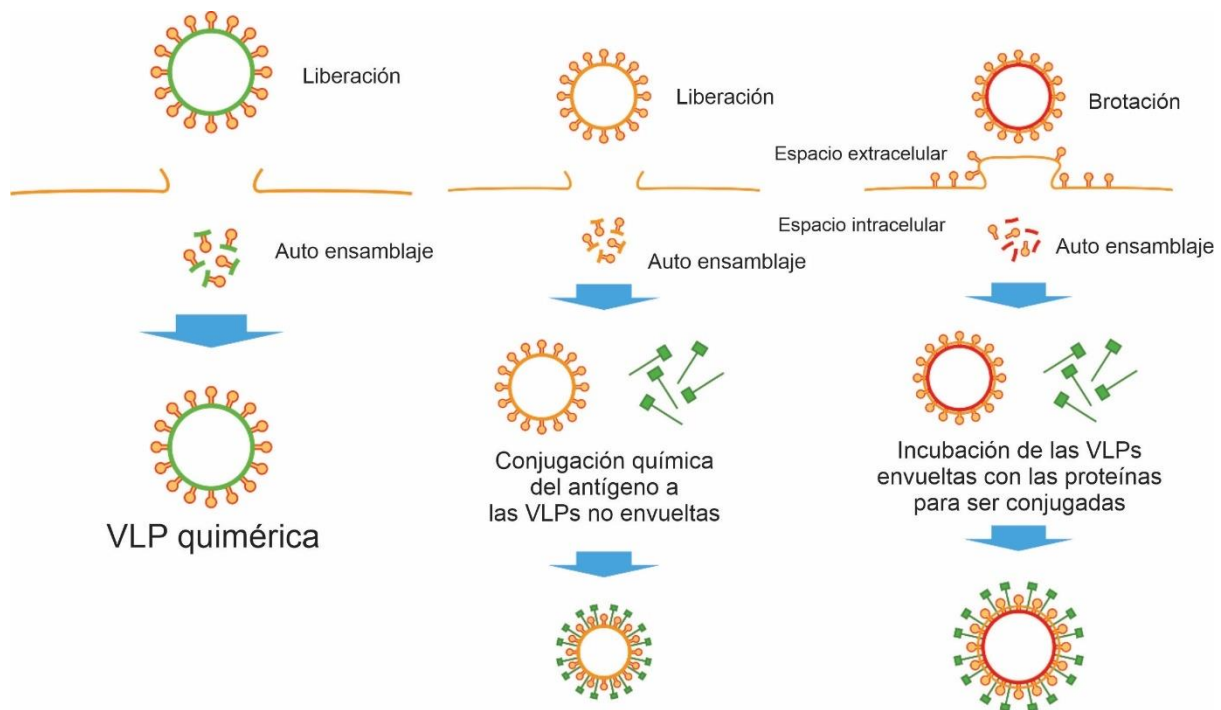 Liberación
Auto ensamblaje
VLP quimérica
Liberación
Auto ensamblaje
Conjugación química
del antígeno a
las VLPs no envueltas
Brotación
Espacio extracelular
Espacio intracelular
Auto ensamblaje
Incubación de las VLPs
envueltas con las proteínas
para ser conjugadas